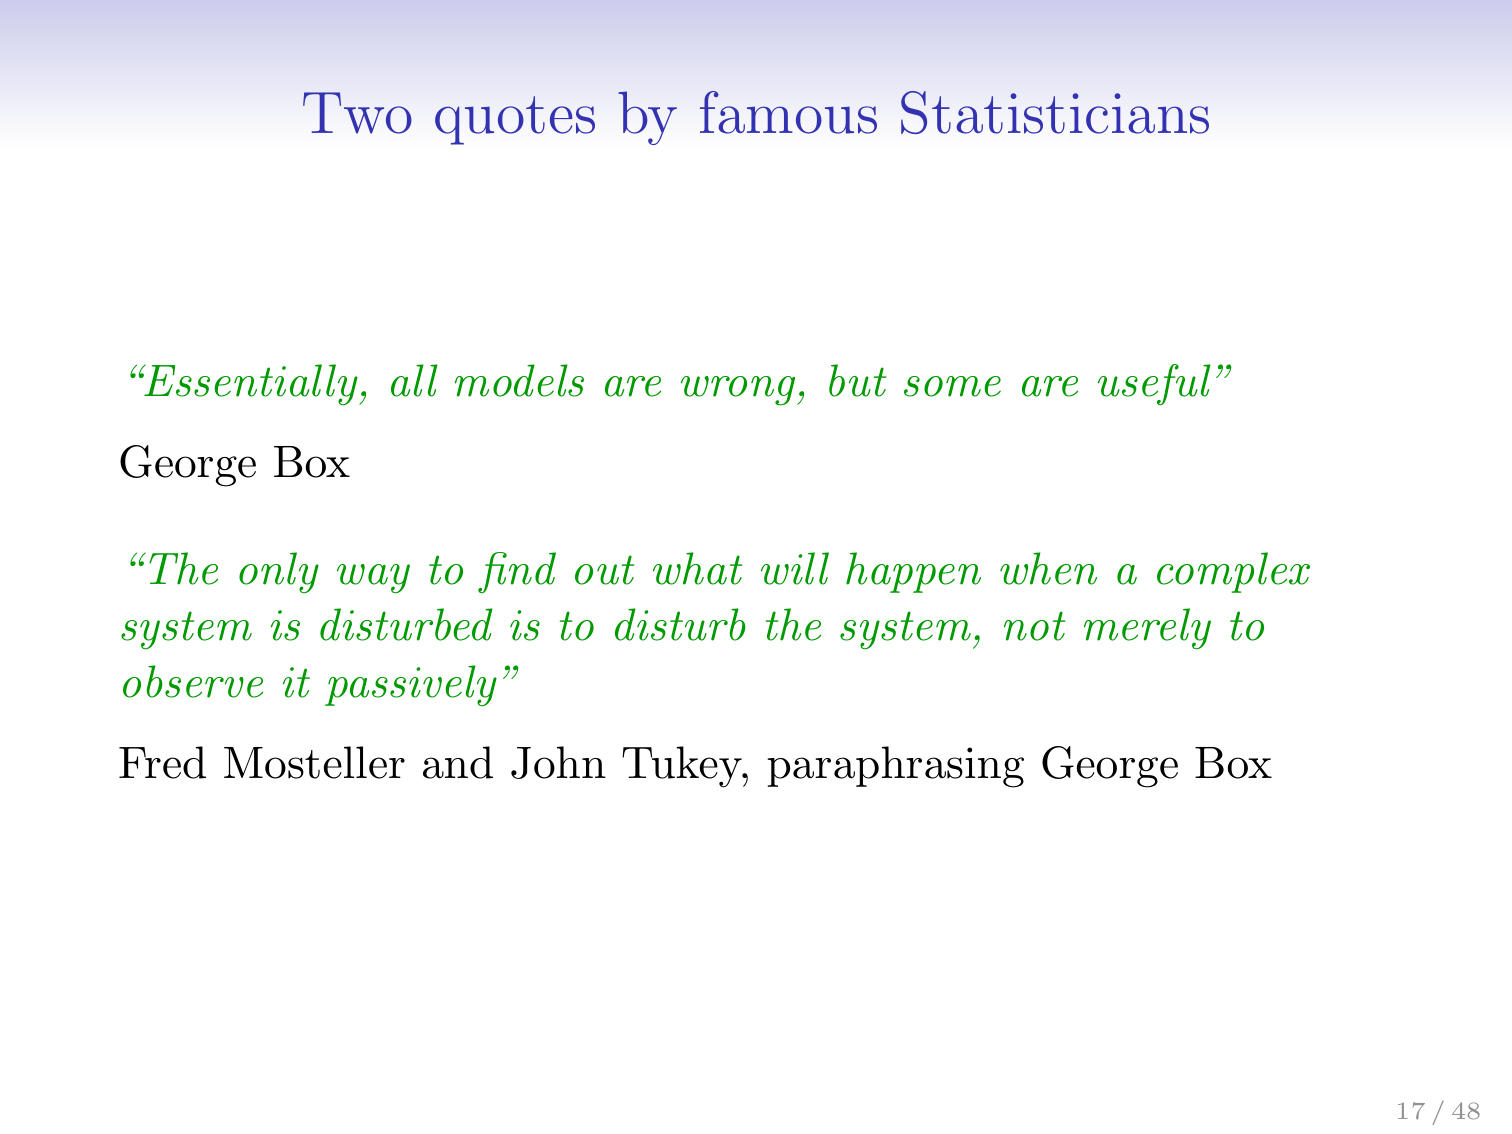 Two quotes by famous Statisticians
“Essentially, all models are wrong, but some are useful”
George Box
“The only way to find out what will happen when a complex
system is disturbed is to disturb the system, not merely to
observe it passively”
Fred Mosteller and John Tukey, paraphrasing George Box
17 / 48